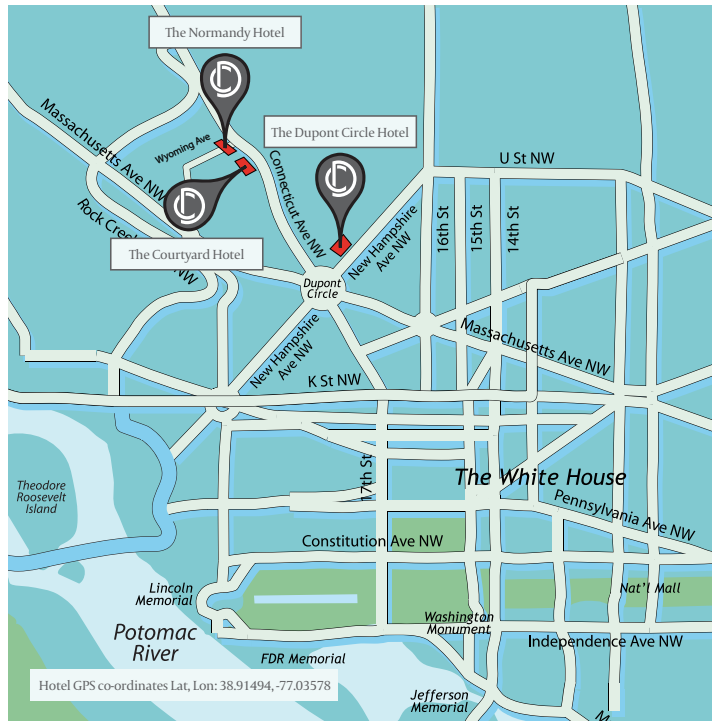 The Normandy Hotel
The Dupont Circle Hotel
Massachusetts Ave NW
Wyoming Ave
U St NW
Connecticut Ave NW
The Courtyard Hotel
New Hampshire
Ave NW
16th St
15th St
14th St
Rock Cree
NW
Dupont
Circle
New Hampshire
Ave NW
Massachusetts Ave NW
K St NW
17th St
The White House
Theodore
Roosevelt
Island
Pennsylvania Ave NW
Constitution Ave NW
Lincoln
Memorial
Nat'l Mall
Washington
Monument
Potomac
River
Independence Ave NW
FDR Memorial
Hotel GPS co-ordinates Lat, Lon: 38.91494, -77.03578
Jefferson
Memorial